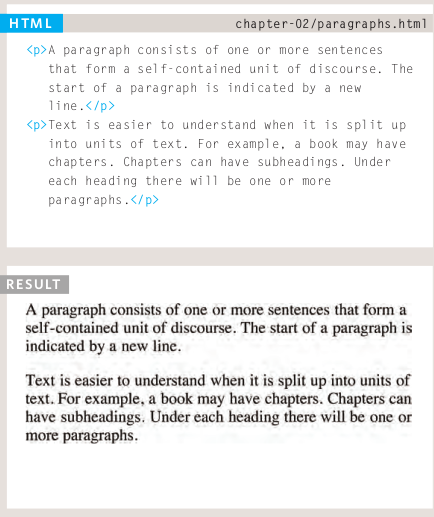 HTML
chapter-02/paragraphs.html
<p>A paragraph consists of one or more sentences
that form a self-contained unit of discourse. The
start of a paragraph is indicated by a new
line.</p>
<p>Text is easier to understand when it is split up
into units of text. For example, a book may have
chapters. Chapters can have subheadings. Under
each heading there will be one or more
paragraphs.</p>
RESULT
A paragraph consists of one or more sentences that form a
self-contained unit of discourse. The start of a paragraph is
indicated by a new line.
Text is easier to understand when it is split up into units of
text. For example, a book may have chapters. Chapters can
have subheadings. Under each heading there will be one or
more paragraphs.